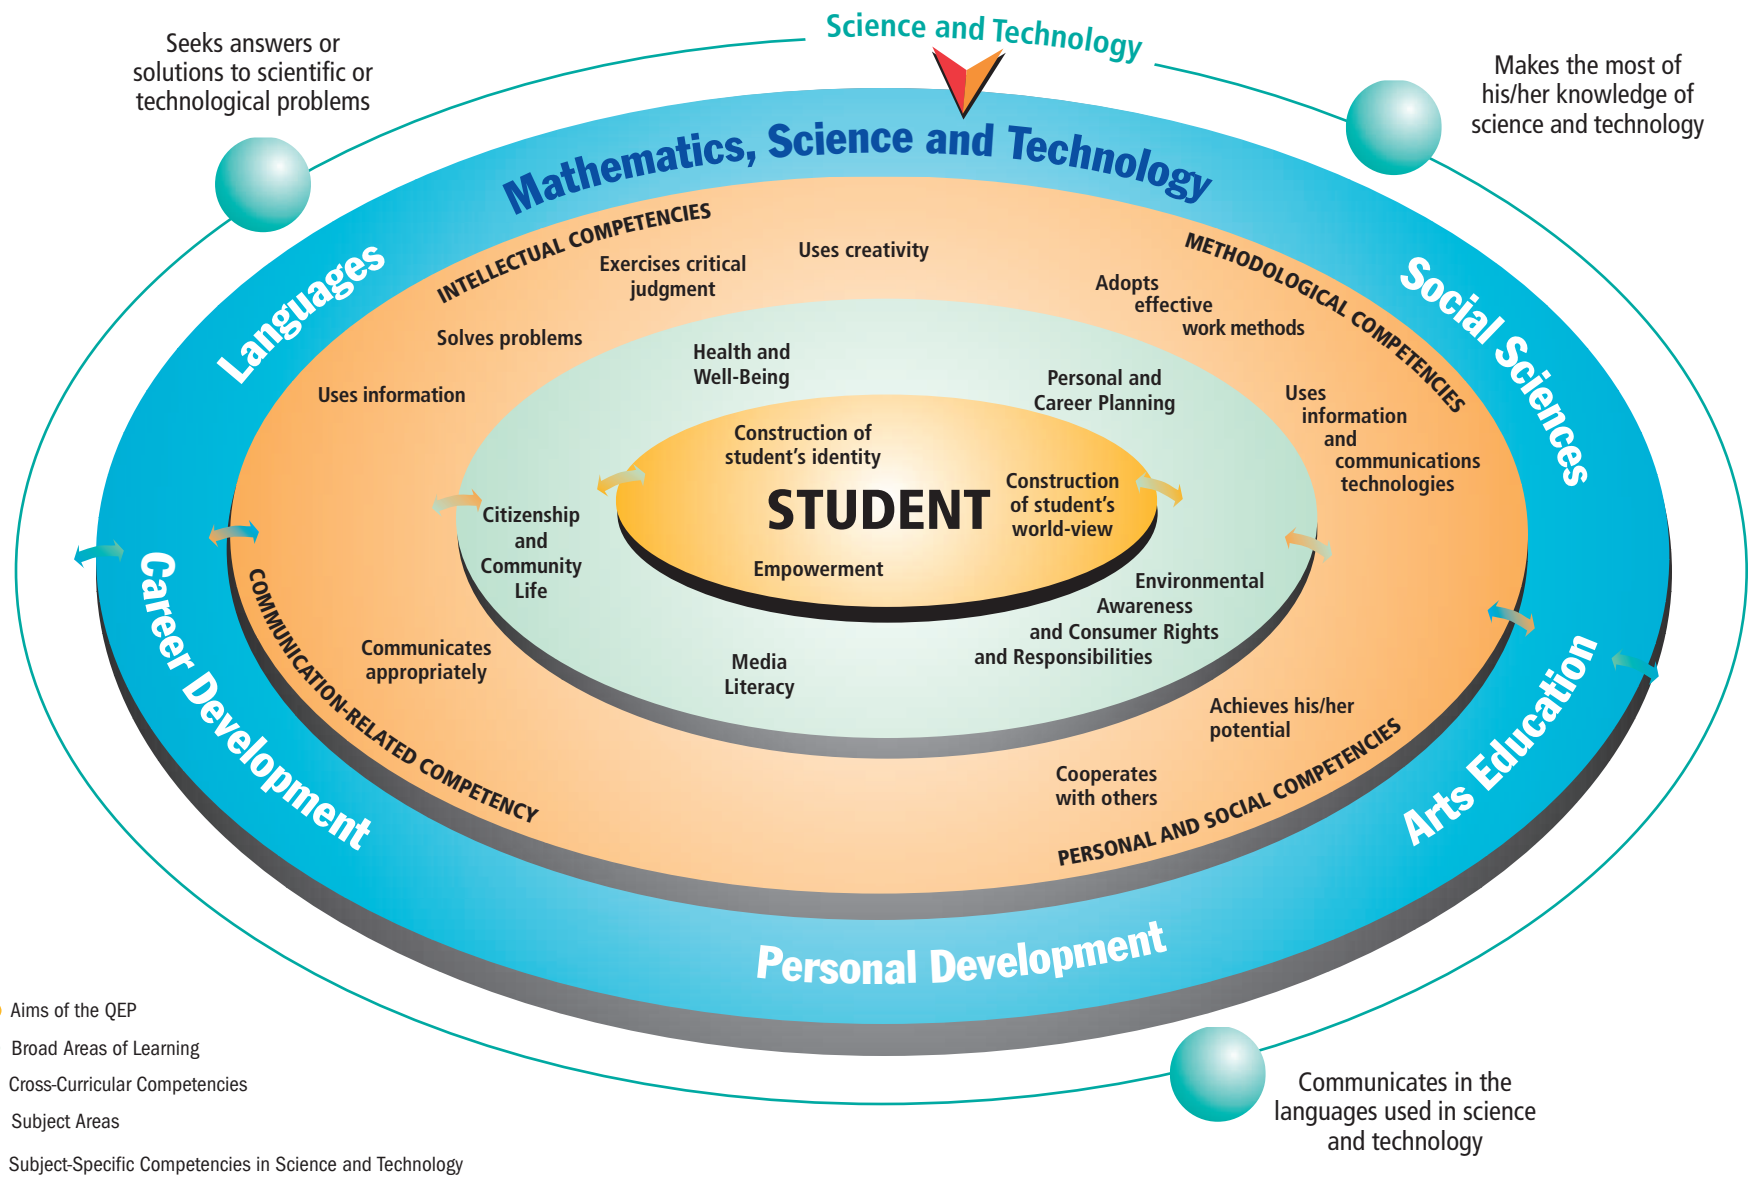 Science and Technology
Seeks answers or
solutions to scientific or
technological problems
Makes the most of
his/her knowledge of
science and technology
Mathematics, Science and Technology
Languages
Social Sciences
INTELLECTUAL COMPETENCIES
Uses creativity
Exercises critical
judgment
Solves problems
Uses information
METHODOLOGICAL COMPETENCIES
Adopts
effective
work methods
Uses
information
and
communications
technologies
Health and
Well-Being
Personal and
Career Planning
Construction of
student's identity
STUDENT
Construction
of student's
world-view
Empowerment
Citizenship
and
Community
Life
Environmental
Awareness
and Consumer Rights
and Responsibilities
Media
Literacy
COMMUNICATION-RELATED COMPETENCY
Communicates
appropriately
Achieves his/her
potential
Cooperates
with others
PERSONAL AND SOCIAL COMPETENCIES
Career Development
Arts Education
Personal Development
Communicates in the
languages used in science
and technology
Aims of the QEP
Broad Areas of Learning
Cross-Curricular Competencies
Subject Areas
Subject-Specific Competencies in Science and Technology